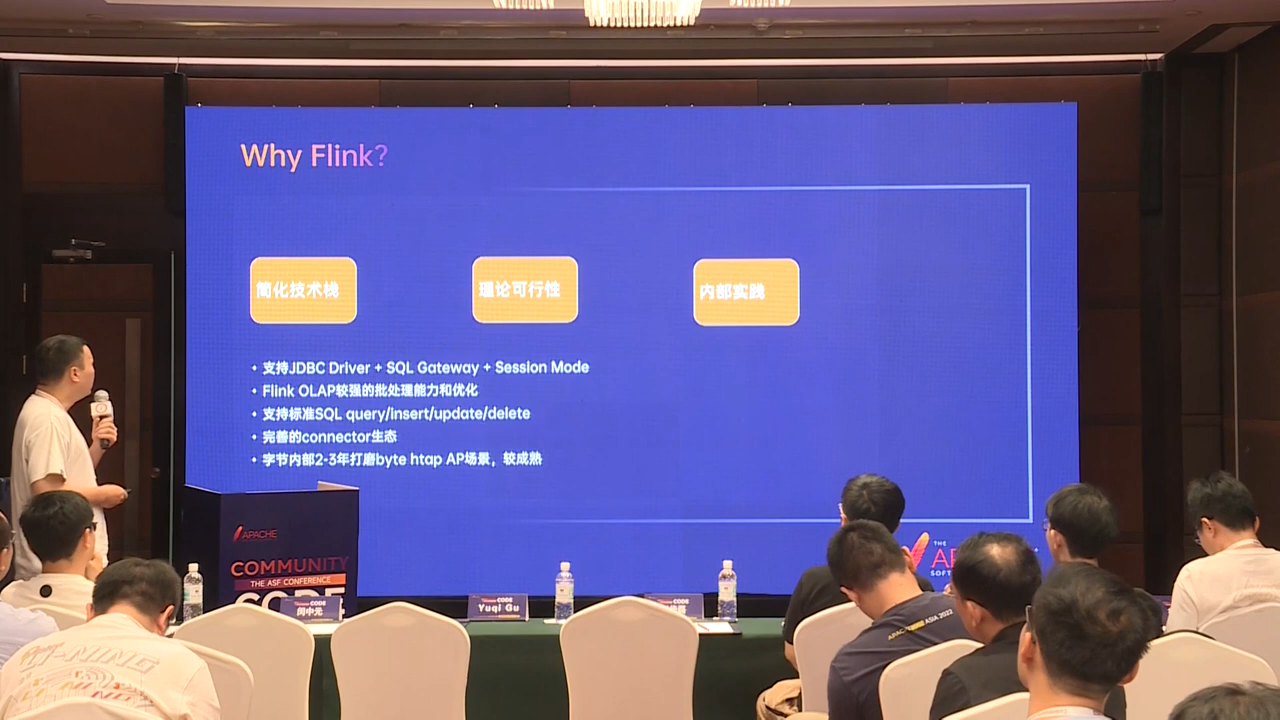 Why Flink?
简化技术栈
理论可行性
内部实践
• 支持JDBC Driver + SQL Gateway + Session Mode
• Flink OLAP较强的批处理能力和优化
• 支持标准SQL query/insert/update/delete
• 完善的connector生态
• 字节内部2-3年打磨byte htap AP场景，较成熟
APACHE
COMMUNITY
THE ASF CONFERENCE
CODE
THE
Yuqi Gu
CODE